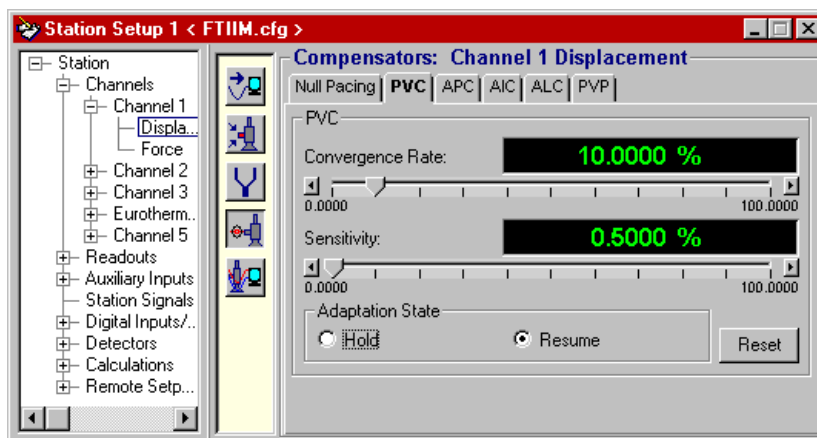 Station Setup 1 < FTIIM.cfg >
Station
Channels
Channel 1
Displa...
Force
Channel 2
Channel 3
Eurotherm..
Channel 5
Readouts
Auxiliary Inputs
Station Signals
Digital Inputs/..
Detectors
Calculations
Remote Setp...
Compensators: Channel 1 Displacement
Null Pacing PVC APC AIC ALC PVP
PVC
Convergence Rate: 10.0000 %
0.0000 100.0000
Sensitivity: 0.5000 %
0.0000 100.0000
Adaptation State
Hold Resume
Reset